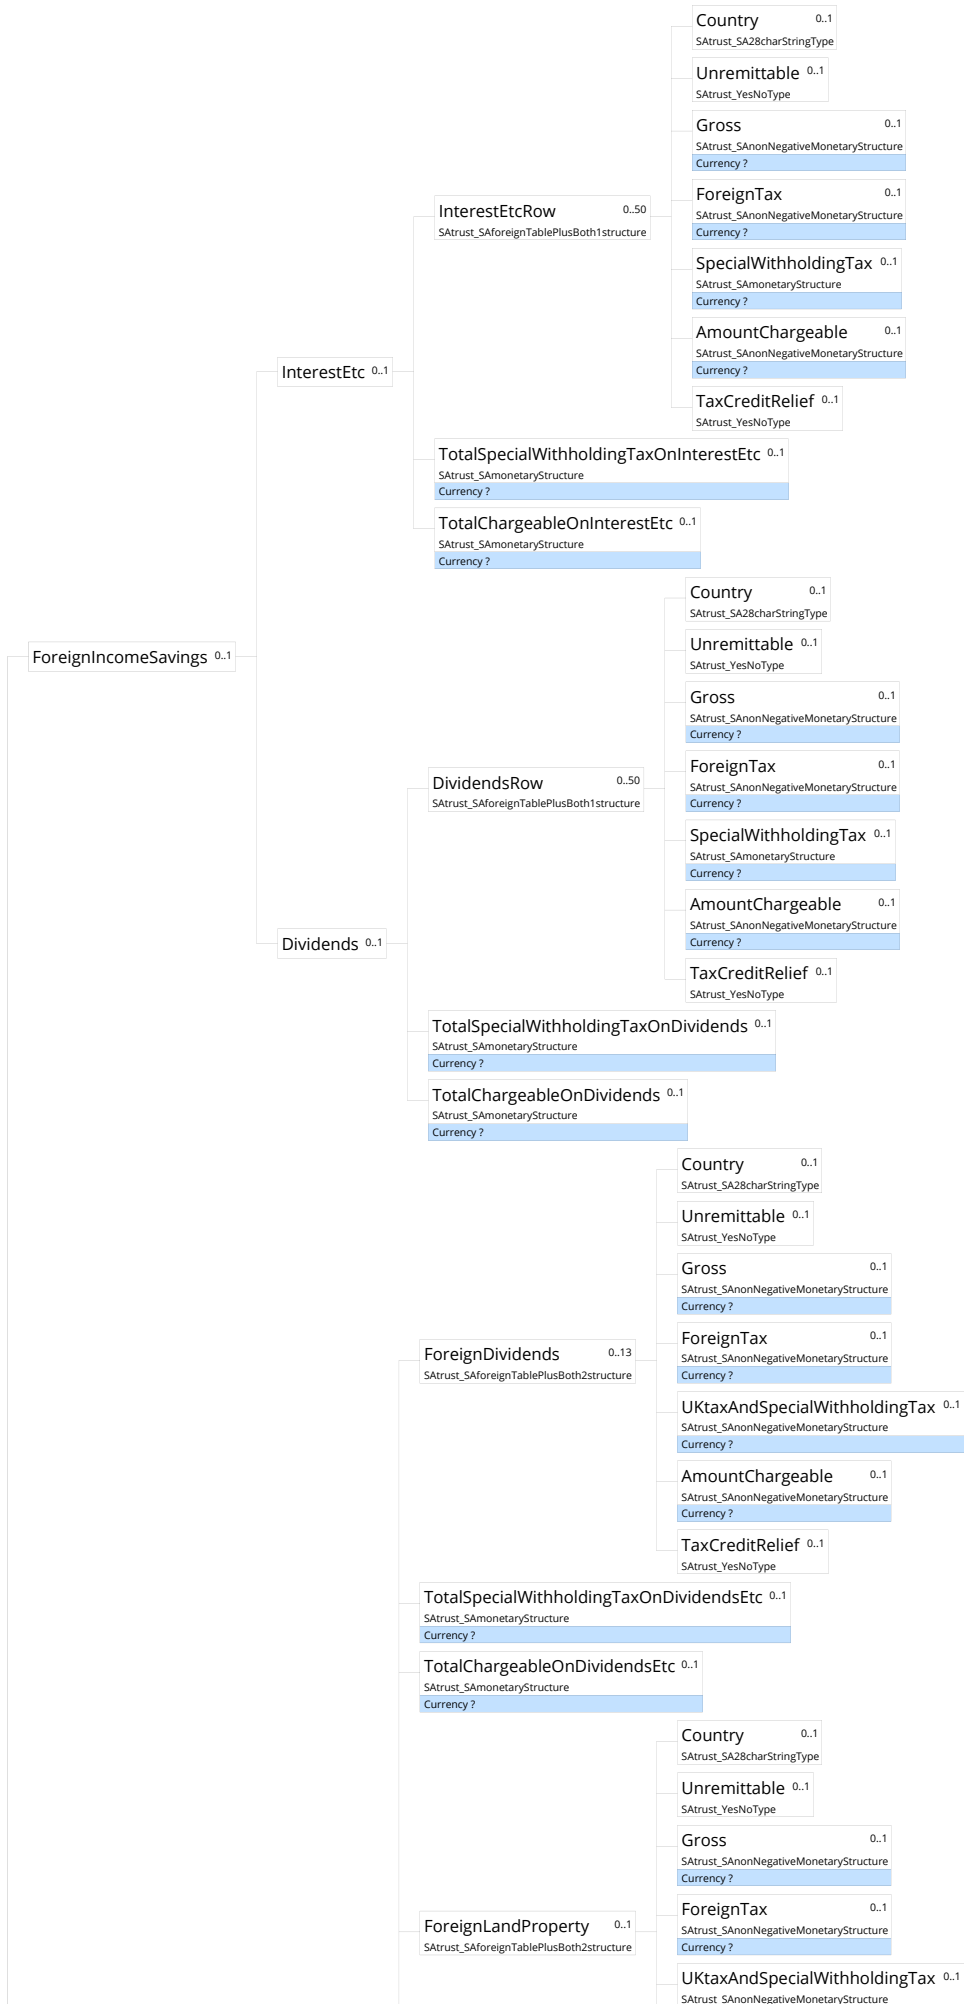 Country 0..1
SAtrust_SA28charStringType
Unremittable 0..1
SAtrust_YesNoType
Gross 0..1
SAtrust_SAnonNegativeMonetaryStructure
Currency ?
InterestEtcRow 0..50
SAtrust_SAforeignTablePlusBoth1structure
ForeignTax 0..1
SAtrust_SAnonNegativeMonetaryStructure
Currency ?
SpecialWithholdingTax 0..1
SAtrust_SAmonetaryStructure
Currency ?
AmountChargeable 0..1
SAtrust_SAnonNegativeMonetaryStructure
Currency ?
InterestEtc 0..1
TaxCreditRelief 0..1
SAtrust_YesNoType
TotalSpecialWithholdingTaxOnInterestEtc 0..1
SAtrust_SAmonetaryStructure
Currency ?
TotalChargeableOnInterestEtc 0..1
SAtrust_SAmonetaryStructure
Currency ?
Country 0..1
SAtrust_SA28charStringType
ForeignIncomeSavings 0..1
Unremittable 0..1
SAtrust_YesNoType
Gross 0..1
SAtrust_SAnonNegativeMonetaryStructure
Currency ?
DividendsRow 0..50
SAtrust_SAforeignTablePlusBoth1structure
ForeignTax 0..1
SAtrust_SAnonNegativeMonetaryStructure
Currency ?
SpecialWithholdingTax 0..1
SAtrust_SAmonetaryStructure
Currency ?
AmountChargeable 0..1
SAtrust_SAnonNegativeMonetaryStructure
Currency ?
Dividends 0..1
TaxCreditRelief 0..1
SAtrust_YesNoType
TotalSpecialWithholdingTaxOnDividends 0..1
SAtrust_SAmonetaryStructure
Currency ?
TotalChargeableOnDividends 0..1
SAtrust_SAmonetaryStructure
Currency ?
Country 0..1
SAtrust_SA28charStringType
Unremittable 0..1
SAtrust_YesNoType
Gross 0..1
SAtrust_SAnonNegativeMonetaryStructure
Currency ?
ForeignDividends 0..13
SAtrust_SAforeignTablePlusBoth2structure
ForeignTax 0..1
SAtrust_SAnonNegativeMonetaryStructure
Currency ?
UKtaxAndSpecialWithholdingTax 0..1
SAtrust_SAnonNegativeMonetaryStructure
Currency ?
AmountChargeable 0..1
SAtrust_SAnonNegativeMonetaryStructure
Currency ?
TaxCreditRelief 0..1
SAtrust_YesNoType
TotalSpecialWithholdingTaxOnDividendsEtc 0..1
SAtrust_SAmonetaryStructure
Currency ?
TotalChargeableOnDividendsEtc 0..1
SAtrust_SAmonetaryStructure
Currency ?
Country 0..1
SAtrust_SA28charStringType
Unremittable 0..1
SAtrust_YesNoType
Gross 0..1
SAtrust_SAnonNegativeMonetaryStructure
Currency ?
ForeignLandProperty 0..1
SAtrust_SAforeignTablePlusBoth2structure
ForeignTax 0..1
SAtrust_SAnonNegativeMonetaryStructure
Currency ?
UKtaxAndSpecialWithholdingTax 0..1
SAtrust_SAnonNegativeMonetaryStructure